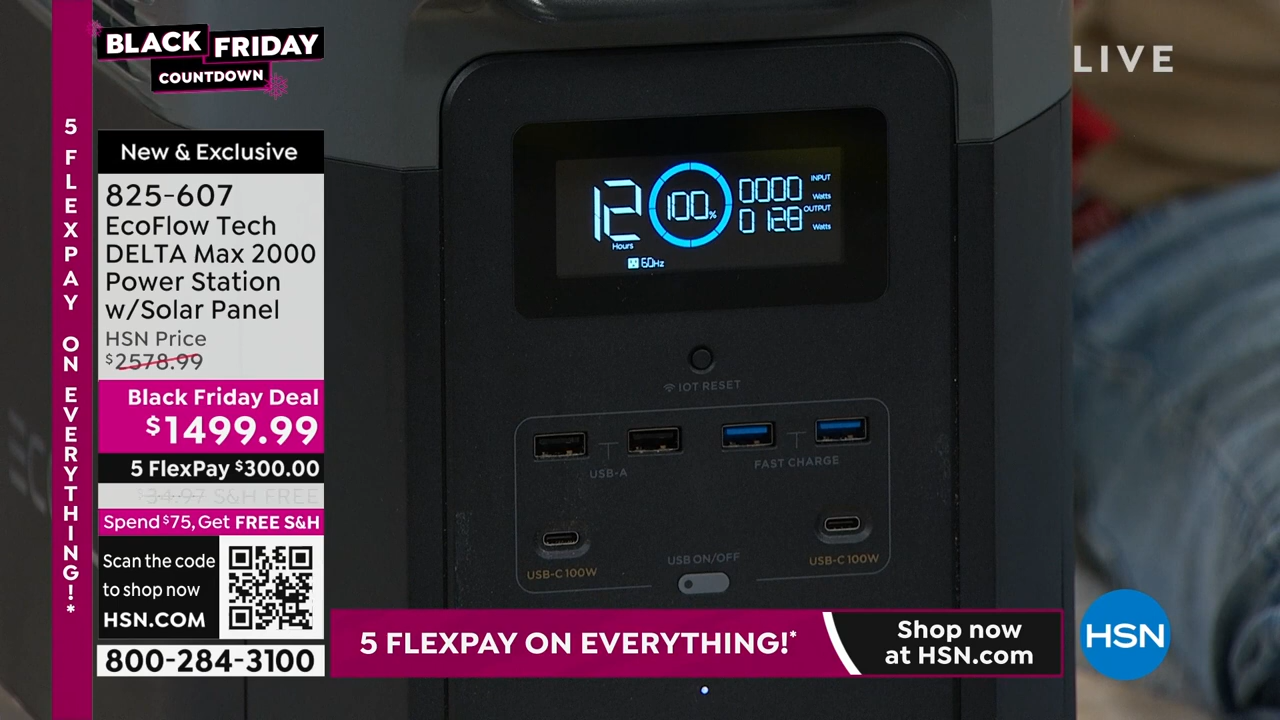 BLACK FRIDAY
COUNTDOWN
LIVE
5 FLEXPAY ON EVERYTHING!*
New & Exclusive
825-607
EcoFlow Tech
DELTA Max 2000
Power Station
w/Solar Panel
HSN Price
$2578.99
Black Friday Deal
$1499.99
5 FlexPay $300.00
$34.97 S&H FREE
Spend $75, Get FREE S&H
Scan the code
to shop now
HSN.COM
800-284-3100
12
Hours
100%
0000
INPUT
Watts
0128
OUTPUT
Watts
60Hz
IOT RESET
USB-A
FAST CHARGE
USB-C 100W
USB ON/OFF
USB-C 100W
5 FLEXPAY ON EVERYTHING!*
Shop now
at HSN.com
HSN